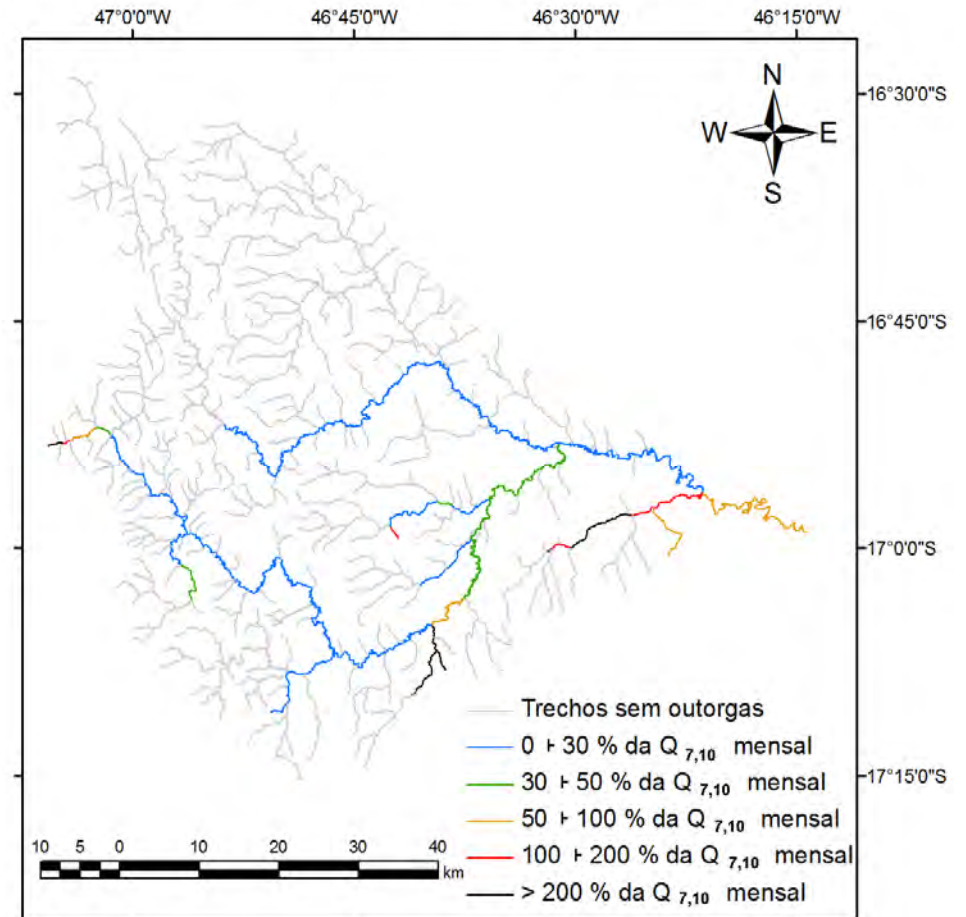 47°0'0"W 46°45'0"W 46°30'0"W 46°15'0"W
N
16°30'0"S
W E
S
16°45'0"S
17°0'0"S
Trechos sem outorgas
0 ⊦ 30 % da Q 7,10 mensal
17°15'0"S
30 ⊦ 50 % da Q 7,10 mensal
50 ⊦ 100 % da Q 7,10 mensal
100 ⊦ 200 % da Q 7,10 mensal
> 200 % da Q 7,10 mensal
10 5 0 10 20 30 40
km